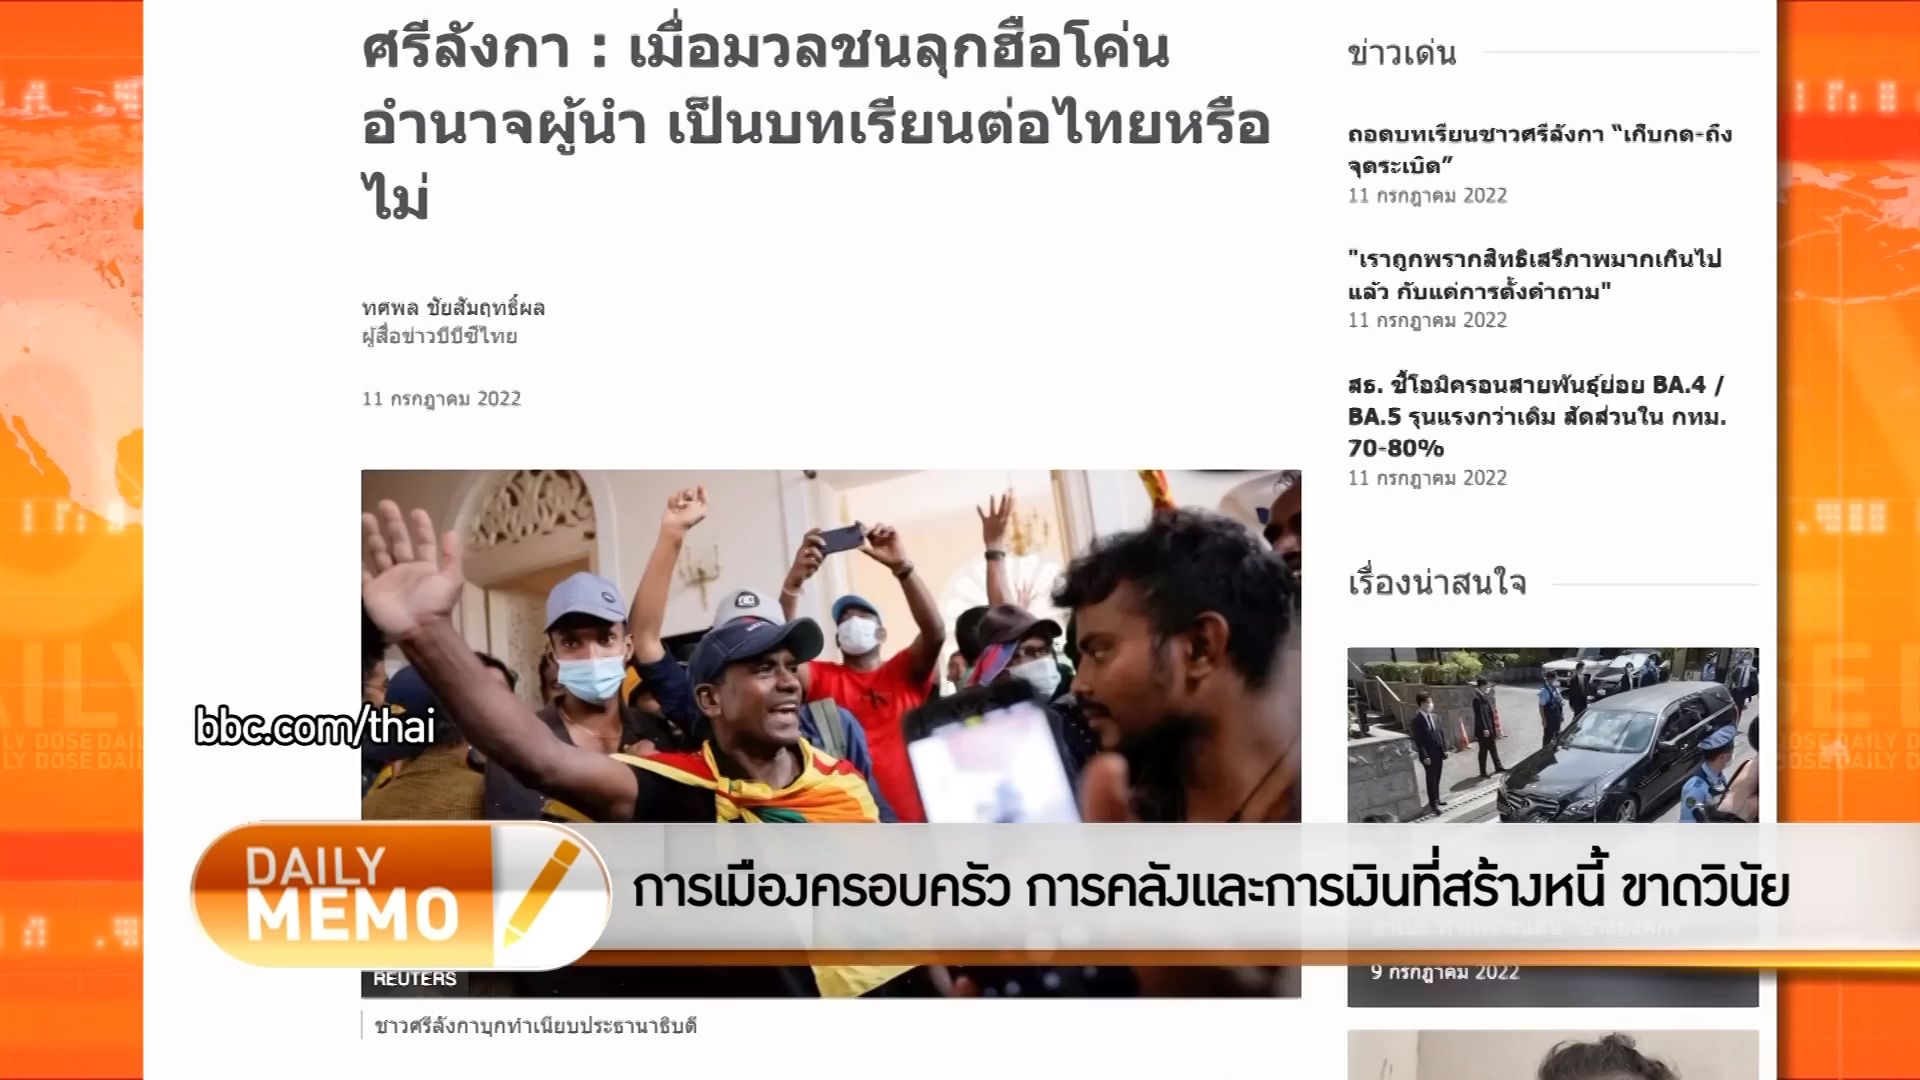 ศรีลังกา : เมื่อมวลชนลุกฮือโค่น
อำนาจผู้นำ เป็นบทเรียนต่อไทยหรือ
ไม่
ทศพล ชัยสัมฤทธิ์ผล
ผู้สื่อข่าวบีบีซีไทย
11 กรกฎาคม 2022
ข่าวเด่น
ถอดบทเรียนชาวศรีลังกา “เก็บกด-ถึง
จุดระเบิด”
11 กรกฎาคม 2022
"เราถูกพรากสิทธิเสรีภาพมากเกินไป
แล้ว กับแค่การตั้งคำถาม"
11 กรกฎาคม 2022
สธ. ชี้โอมิครอนสายพันธุ์ย่อย BA.4 /
BA.5 รุนแรงกว่าเดิม สัดส่วนใน กทม.
70-80%
11 กรกฎาคม 2022
เรื่องน่าสนใจ
bbc.com/thai
DAILY
MEMO
การเมืองครอบครัว การคลังและการเงินที่สร้างหนี้ ขาดวินัย
REUTERS
9 กรกฎาคม 2022
ชาวศรีลังกาบุกทำเนียบประธานาธิบดี